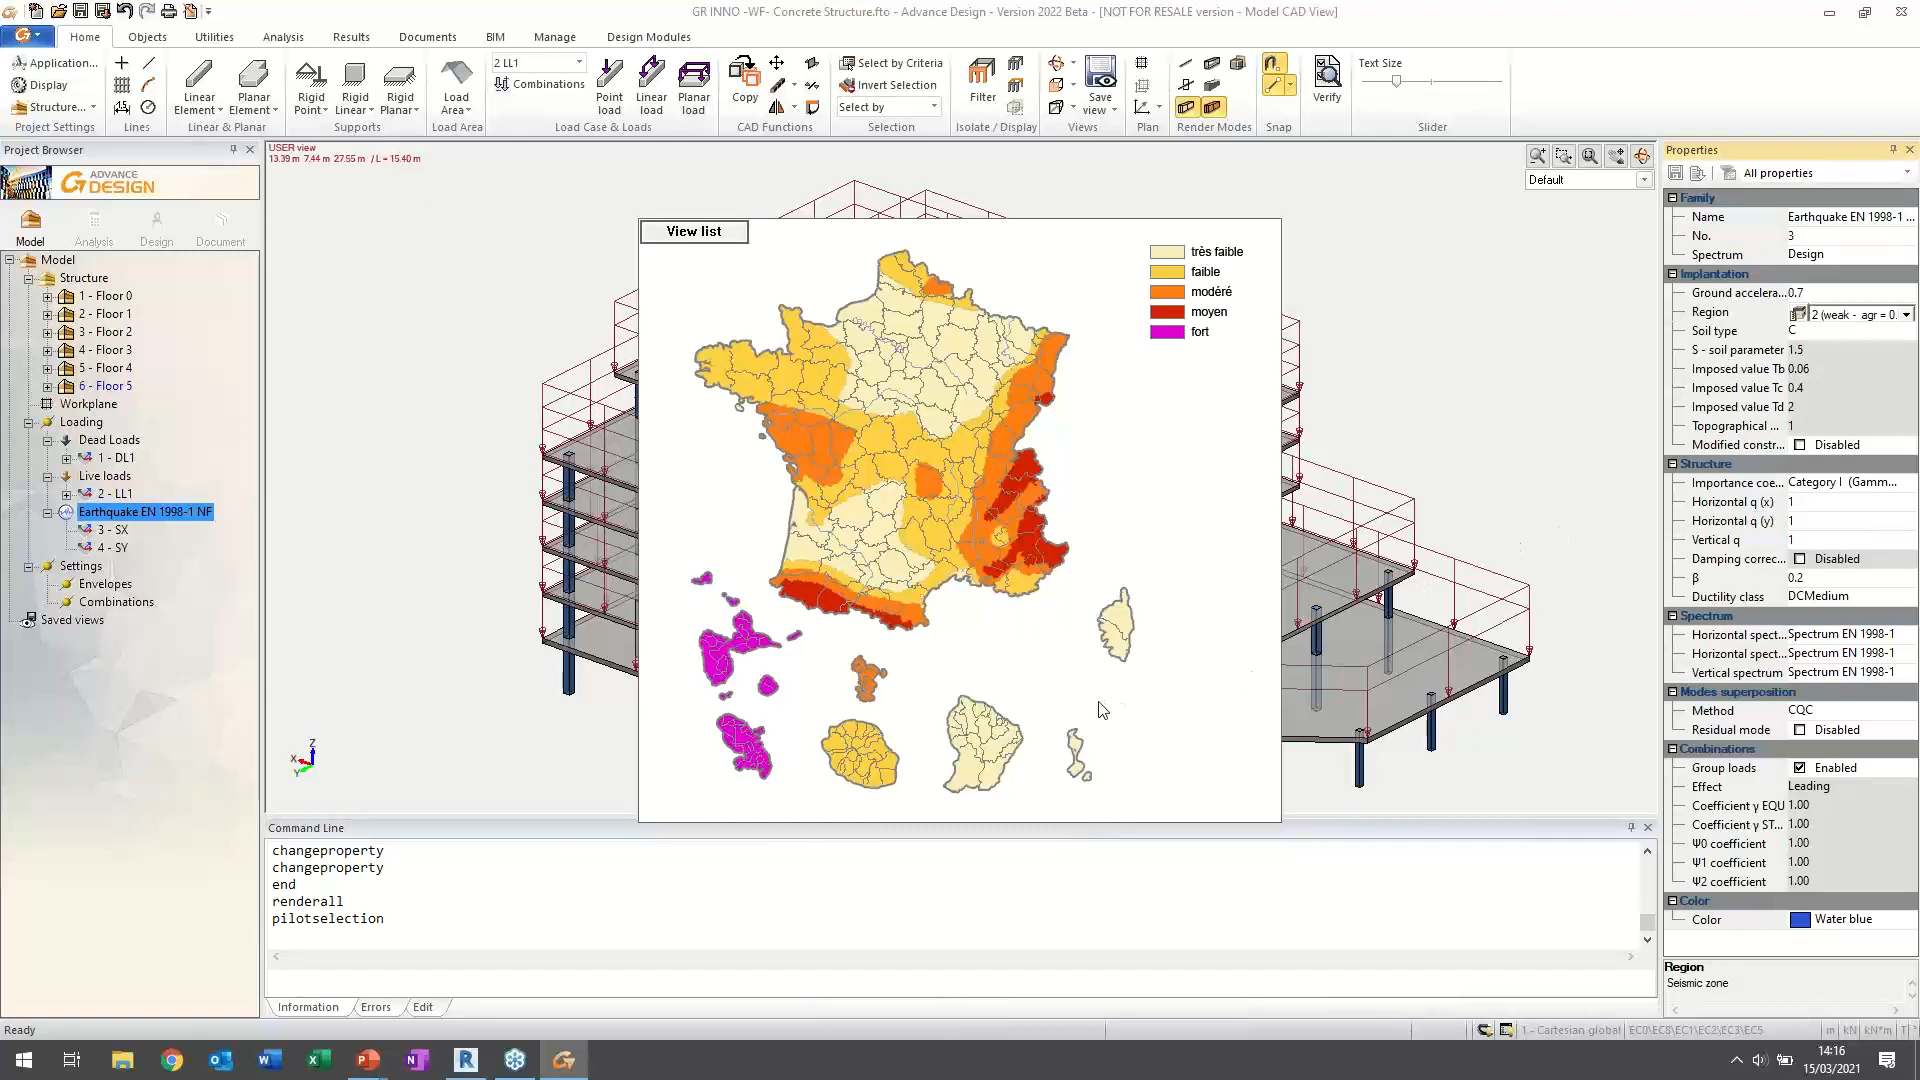 GR INNO -WF- Concrete Structure.fto - Advance Design - Version 2022 Beta - [NOT FOR RESALE version - Model CAD View]
Home
Objects
Utilities
Analysis
Results
Documents
BIM
Manage
Design Modules
Application...
Display
Structure...
Project Settings
Lines
Linear Element
Planar Element
Linear & Planar
Rigid Point
Rigid Linear
Rigid Planar
Supports
Load Area
Load Area
2 LL1
Combinations
Point load
Linear load
Planar load
Load Case & Loads
Copy
CAD Functions
Select by Criteria
Invert Selection
Select by
Selection
Filter
Isolate / Display
Save view
Views
Plan
Render Modes
Snap
Verify
Text Size
Slider
Project Browser
ADVANCE
DESIGN
Model
Analysis
Design
Document
Model
Structure
1 - Floor 0
2 - Floor 1
3 - Floor 2
4 - Floor 3
5 - Floor 4
6 - Floor 5
Workplane
Loading
Dead Loads
1 - DL1
Live loads
2 - LL1
Earthquake EN 1998-1 NF
3 - SX
4 - SY
Settings
Envelopes
Combinations
Saved views
USER view
13.39 m 7.44 m 27.55 m / L = 15.40 m
Default
View list
très faible
faible
modéré
moyen
fort
Z
X
Y
Command Line
changeproperty
changeproperty
end
renderall
pilotselection
Information
Errors
Edit
Properties
All properties
Family
Name Earthquake EN 1998-1 ...
No. 3
Spectrum Design
Implantation
Ground accelera... 0.7
Region 2 (weak - agr = 0.
Soil type C
S - soil parameter 1.5
Imposed value Tb 0.06
Imposed value Tc 0.4
Imposed value Td 2
Topographical ... 1
Modified constr... Disabled
Structure
Importance coe... Category I (Gamm...
Horizontal q (x) 1
Horizontal q (y) 1
Vertical q 1
Damping correc... Disabled
β 0.2
Ductility class DCMedium
Spectrum
Horizontal spect... Spectrum EN 1998-1
Horizontal spect... Spectrum EN 1998-1
Vertical spectrum Spectrum EN 1998-1
Modes superposition
Method CQC
Residual mode Disabled
Combinations
Group loads Enabled
Effect Leading
Coefficient γ EQU 1.00
Coefficient γ ST... 1.00
Ψ0 coefficient 1.00
Ψ1 coefficient 1.00
Ψ2 coefficient 1.00
Color
Color Water blue
Region
Seismic zone
Ready
1 - Cartesian global
EC0/EC8/EC1/EC2/EC3/EC5
m
kN
kN*m
T
14:16
15/03/2021